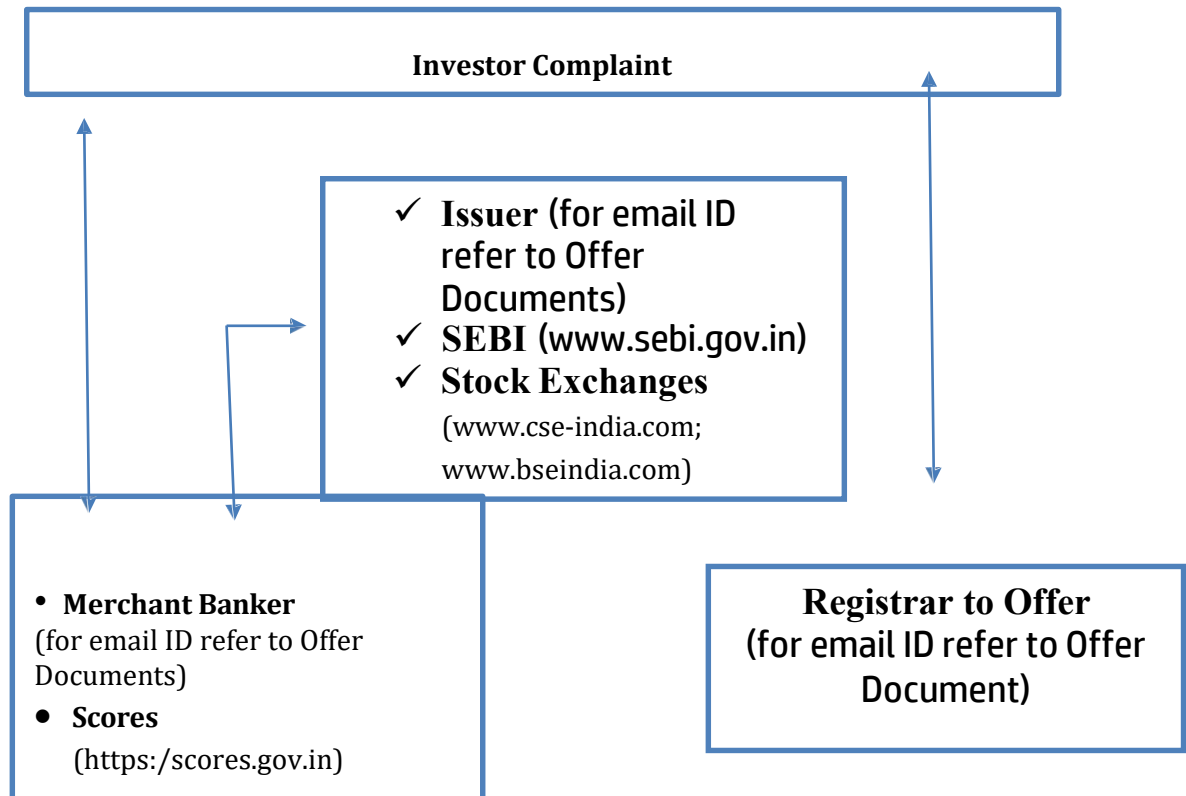 Investor Complaint
✓ Issuer (for email ID
refer to Offer
Documents)
✓ SEBI (www.sebi.gov.in)
✓ Stock Exchanges
(www.cse-india.com;
www.bseindia.com)
• Merchant Banker
(for email ID refer to Offer
Documents)
• Scores
(https:/scores.gov.in)
Registrar to Offer
(for email ID refer to Offer
Document)